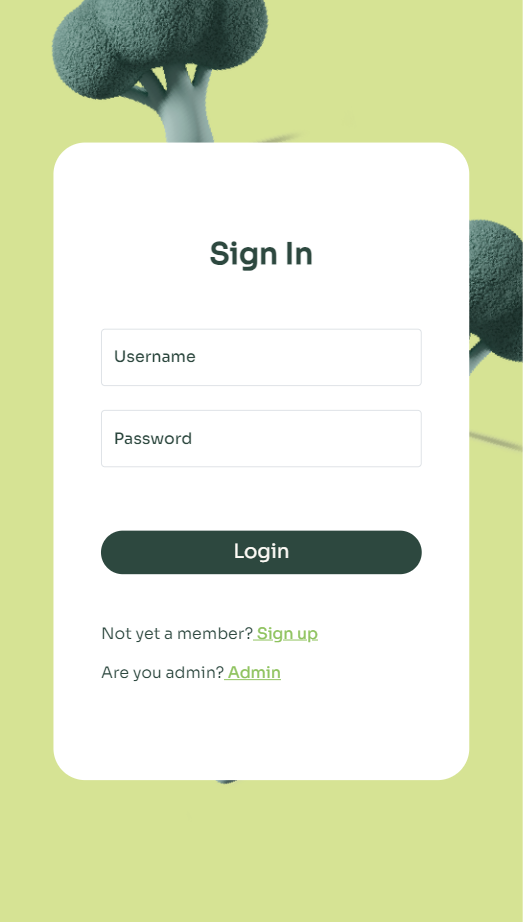 Sign In
Username
Password
Login
Not yet a member? Sign up
Are you admin? Admin